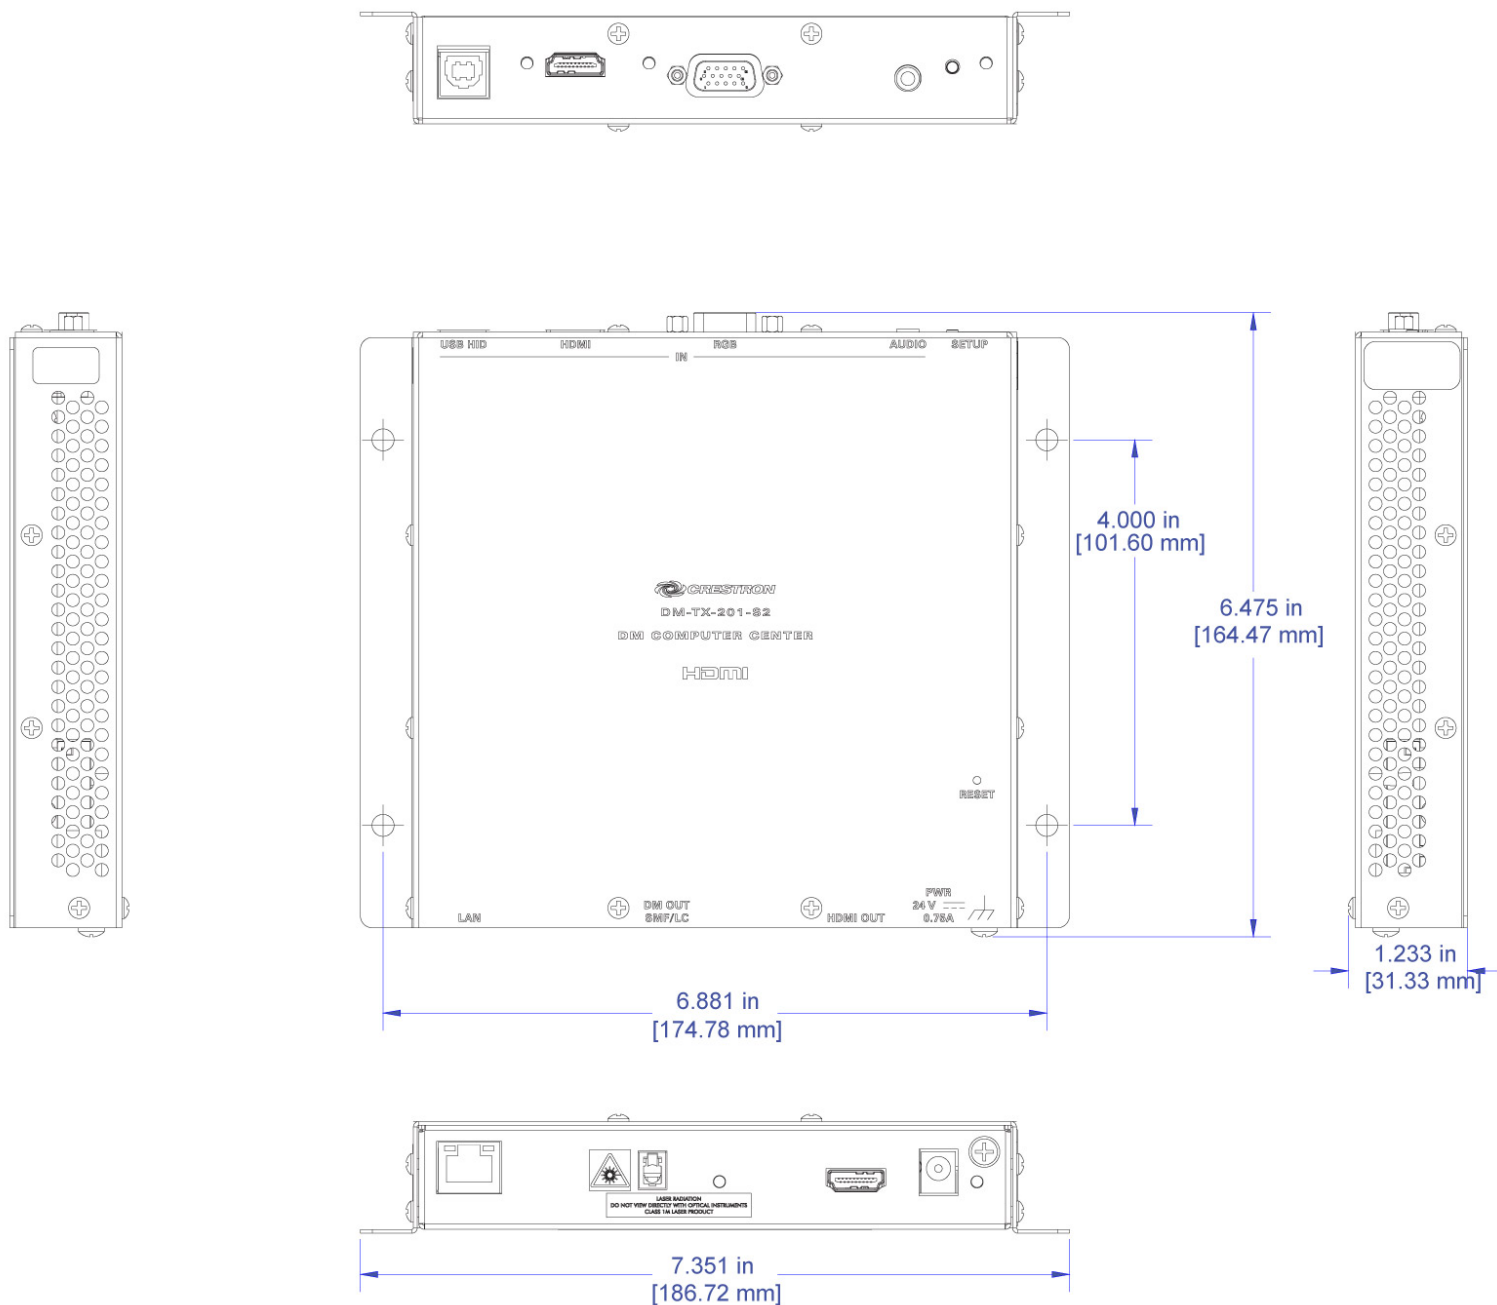 USB HID HDMI RGB AUDIO SETUP
IN
4.000 in
[101.60 mm]
CRESTRON
DM-TX-201-S2
DM COMPUTER CENTER
HDMI
6.475 in
[164.47 mm]
RESET
LAN
DM OUT
SMF/LC
HDMI OUT
PWR
24 V
0.75A
1.233 in
[31.33 mm]
6.881 in
[174.78 mm]
LASER RADIATION
DO NOT VIEW DIRECTLY WITH OPTICAL INSTRUMENTS
CLASS 1M LASER PRODUCT
7.351 in
[186.72 mm]